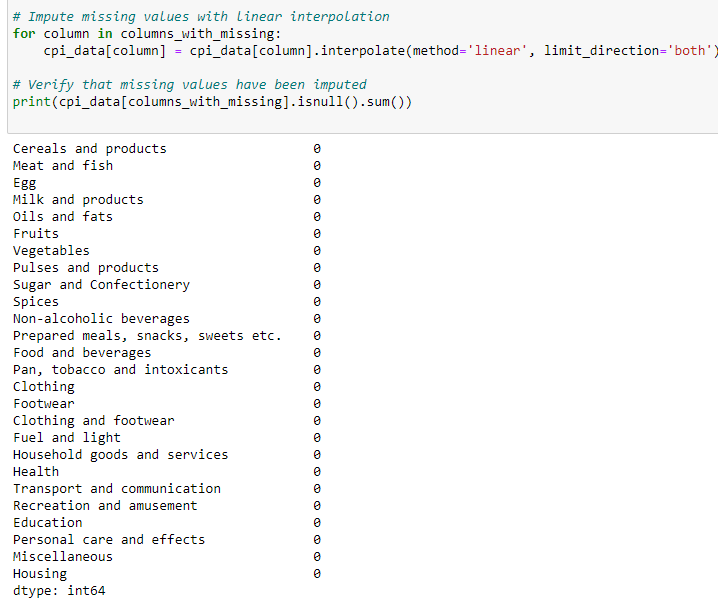 # Impute missing values with linear interpolation
for column in columns_with_missing:
    cpi_data[column] = cpi_data[column].interpolate(method='linear', limit_direction='both')

# Verify that missing values have been imputed
print(cpi_data[columns_with_missing].isnull().sum())

Cereals and products                  0
Meat and fish                         0
Egg                                   0
Milk and products                     0
Oils and fats                         0
Fruits                                0
Vegetables                            0
Pulses and products                   0
Sugar and Confectionery               0
Spices                                0
Non-alcoholic beverages               0
Prepared meals, snacks, sweets etc.    0
Food and beverages                    0
Pan, tobacco and intoxicants          0
Clothing                              0
Footwear                              0
Clothing and footwear                 0
Fuel and light                        0
Household goods and services          0
Health                                0
Transport and communication           0
Recreation and amusement              0
Education                             0
Personal care and effects             0
Miscellaneous                         0
Housing                               0
dtype: int64